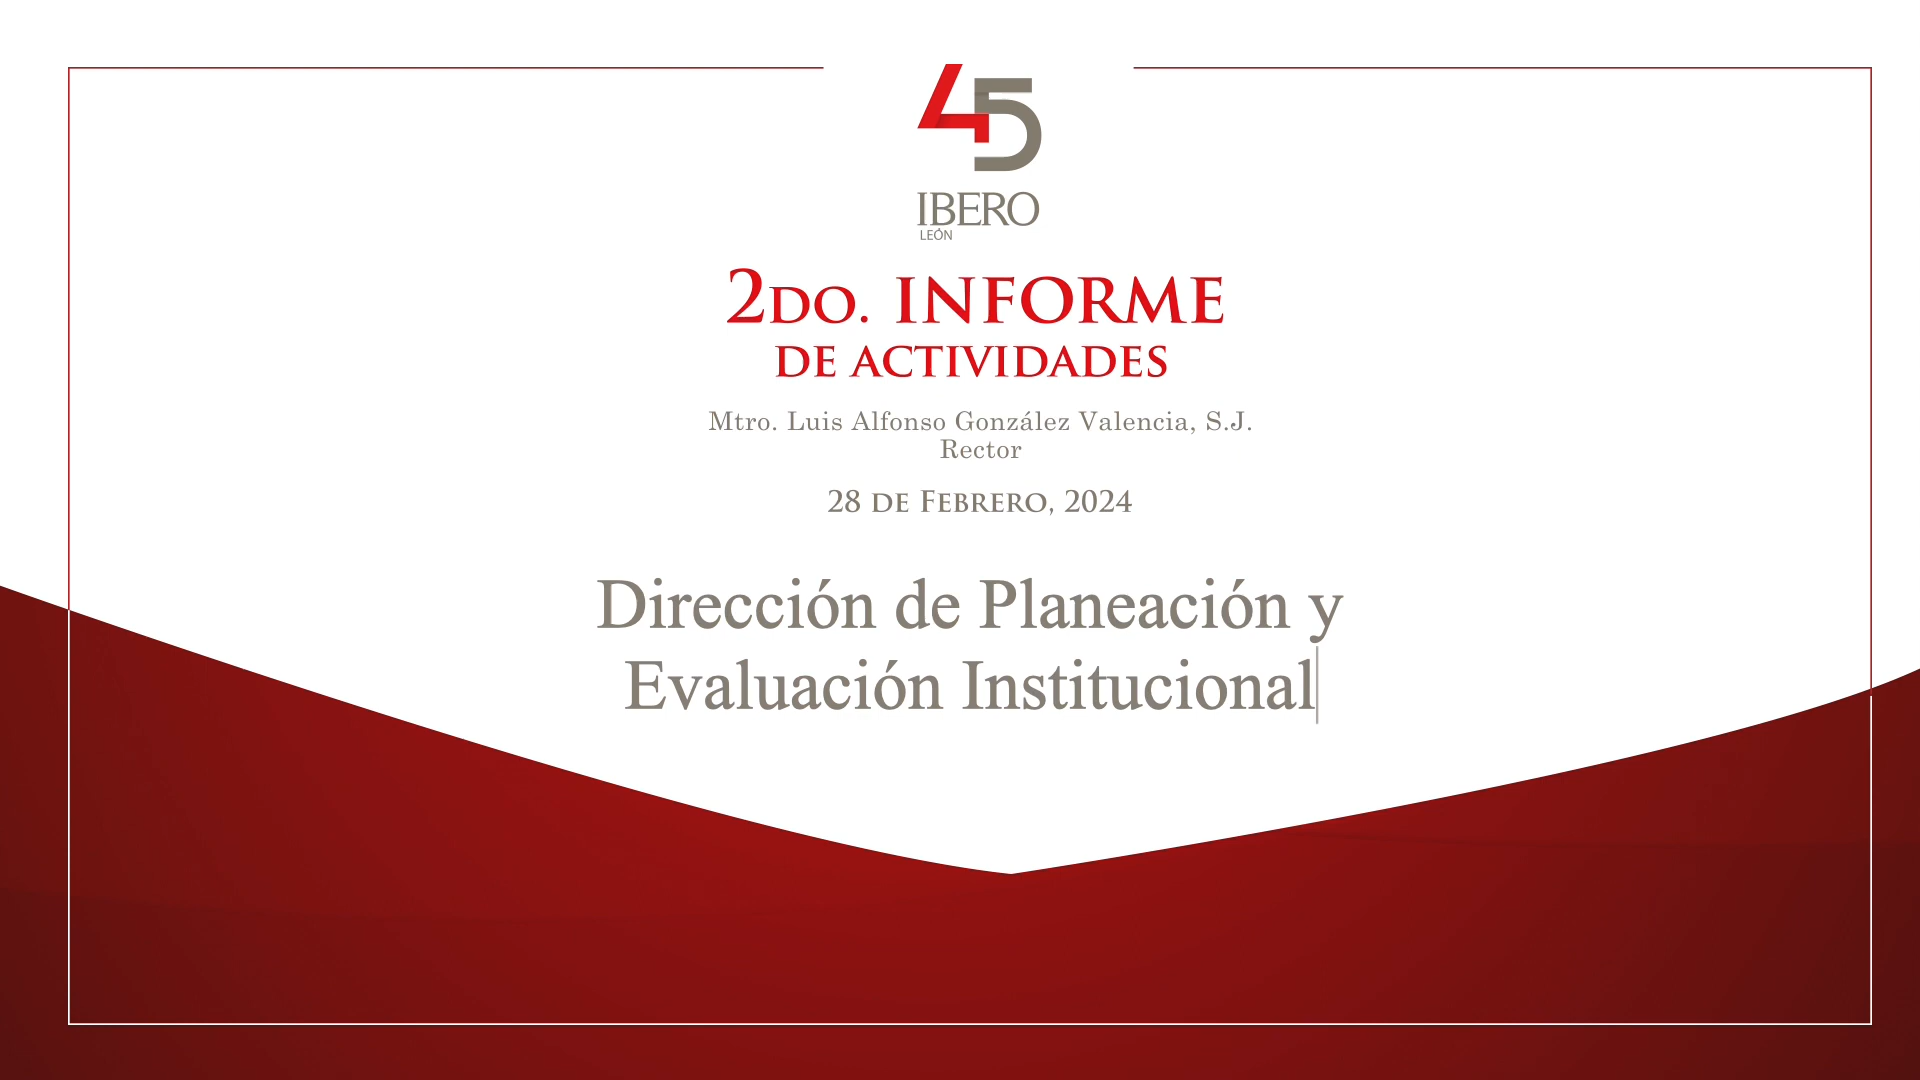 45
IBERO
LEÓN
2DO. INFORME
DE ACTIVIDADES
Mtro. Luis Alfonso González Valencia, S.J.
Rector
28 DE FEBRERO, 2024
Dirección de Planeación y
Evaluación Institucional